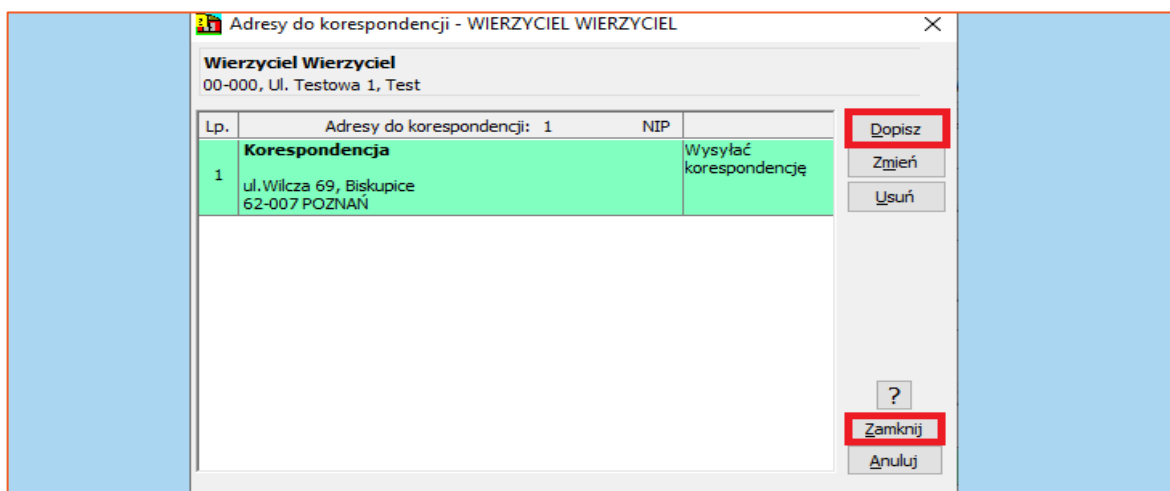 Adresy do korespondencji - WIERZYCIEL WIERZYCIEL
Wierzyciel Wierzyciel
00-000, Ul. Testowa 1, Test
Lp. Adresy do korespondencji: 1 NIP
1
Korespondencja
ul.Wilcza 69, Biskupice
62-007 POZNAŃ
Wysyłać
korespondencję
Dopisz
Zmień
Usuń
?
Zamknij
Anuluj